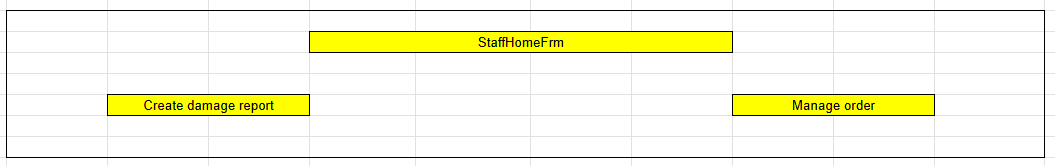 StaffHomeFrm
Create damage report
Manage order